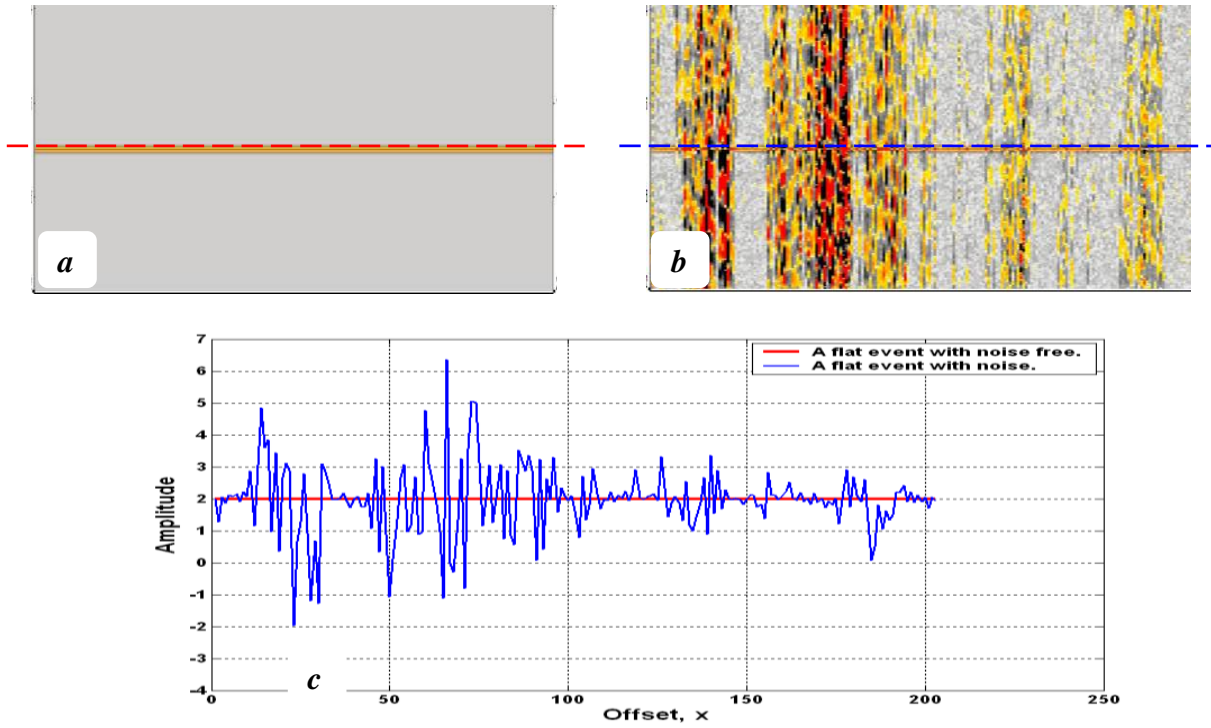 a
b
7
6
5
4
3
2
1
0
-1
-2
-3
-4
Amplitude
A flat event with noise free.
A flat event with noise.
c
0
50
100
150
200
250
Offset, x